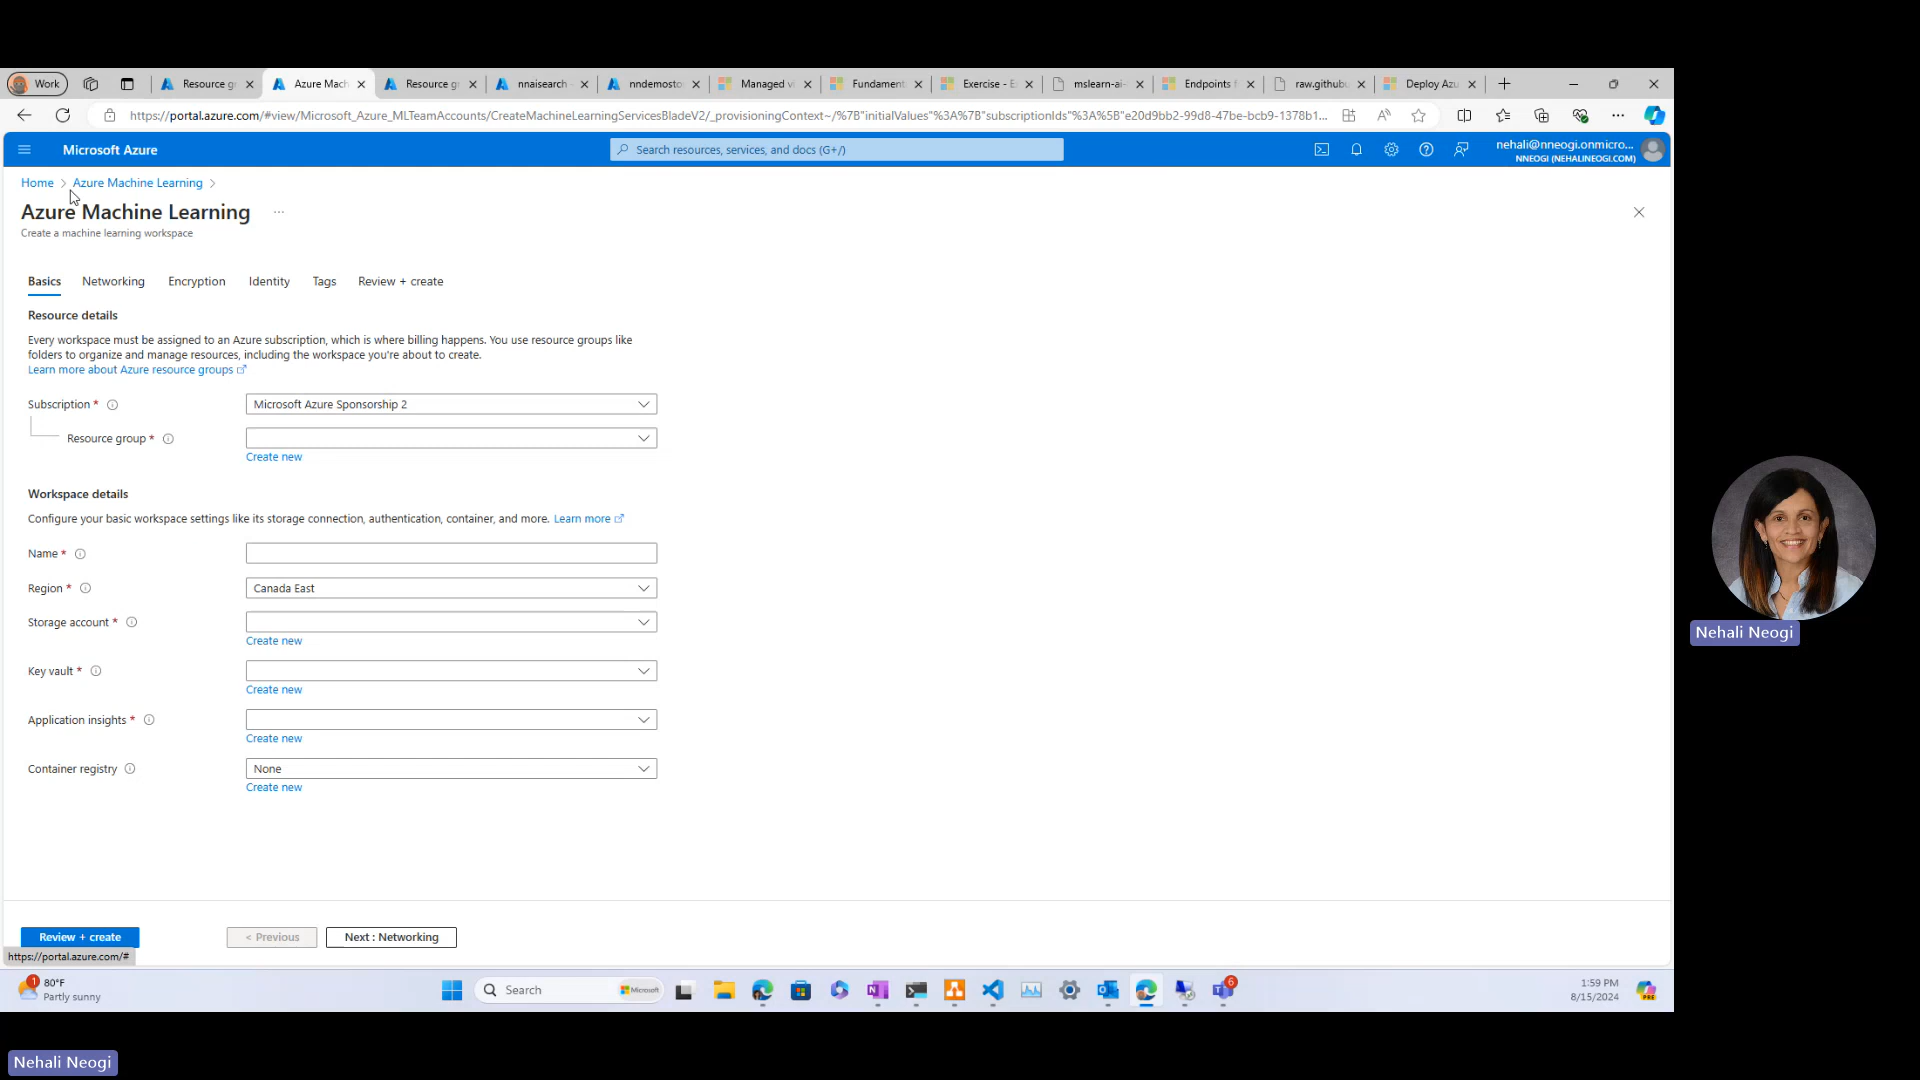 Work
Resource g
Azure Mach
Resource g
nnaisearch -
nndemosto
Managed vi
Fundament
Exercise - E
mslearn-ai-
Endpoints f
raw.githubu
Deploy Azu
https://portal.azure.com/#view/Microsoft_Azure_MLTeamAccounts/CreateMachineLearningServicesBladeV2/_provisioningContext~/%7B"initialValues"%3A%7B"subscriptionIds"%3A%5B"e20d9bb2-99d8-47be-bcb9-1378b1...
Microsoft Azure
Search resources, services, and docs (G+/)
nehali@nneogi.onmicro...
NNEOGI (NEHALINEOGI.COM)
Home > Azure Machine Learning >
Azure Machine Learning ...
Create a machine learning workspace
Basics Networking Encryption Identity Tags Review + create
Resource details
Every workspace must be assigned to an Azure subscription, which is where billing happens. You use resource groups like
folders to organize and manage resources, including the workspace you're about to create.
Learn more about Azure resource groups
Subscription *
Microsoft Azure Sponsorship 2
Resource group *
Create new
Workspace details
Configure your basic workspace settings like its storage connection, authentication, container, and more. Learn more
Name *
Region *
Canada East
Storage account *
Create new
Key vault *
Create new
Application insights *
Create new
Container registry
None
Create new
Review + create
< Previous
Next : Networking
https://portal.azure.com/#
1
80°F
Partly sunny
Search
Microsoft
6
1:59 PM
8/15/2024
PRE
Nehali Neogi
Nehali Neogi